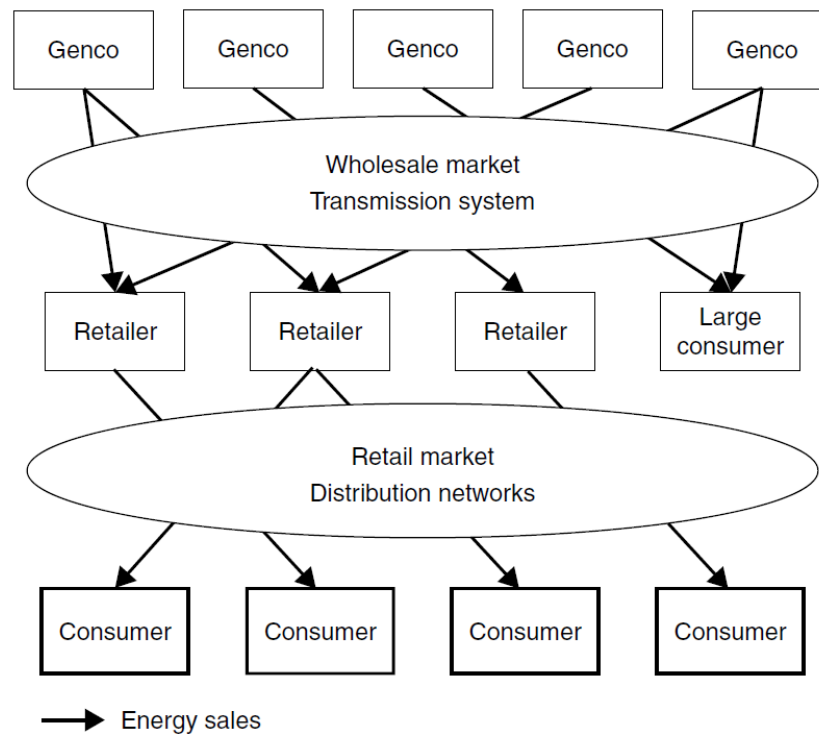 Genco
Genco
Genco
Genco
Genco
Wholesale market
Transmission system
Retailer
Retailer
Retailer
Large
consumer
Retail market
Distribution networks
Consumer
Consumer
Consumer
Consumer
Energy sales